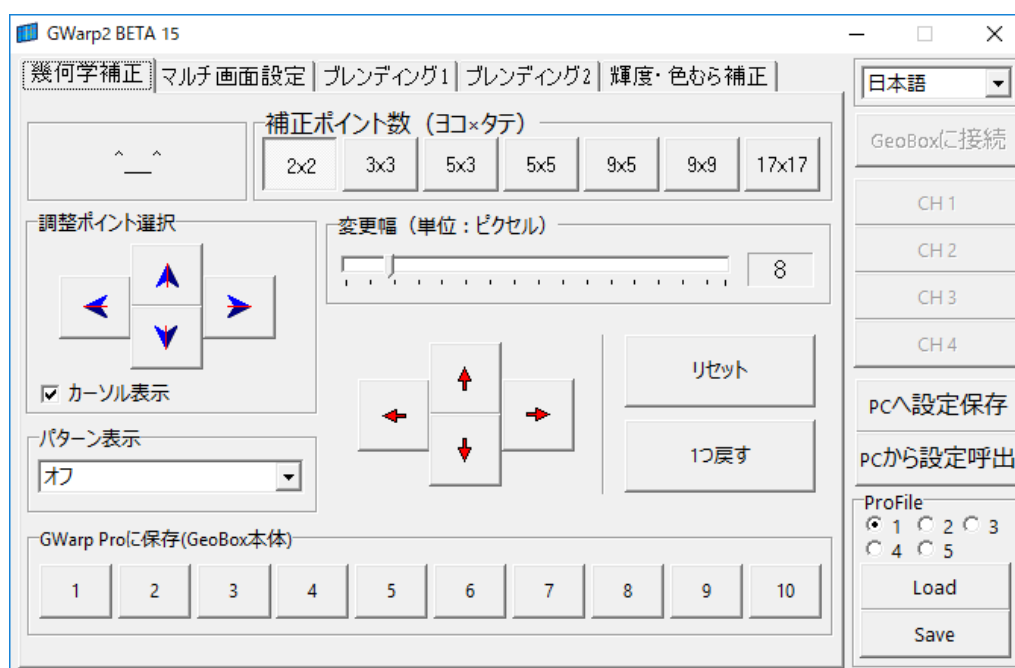 GWarp2 BETA 15
幾何学補正 マルチ画面設定 ブレンディング1 ブレンディング2 輝度・色むら補正
日本語
^ __ ^
補正ポイント数（ヨコ×タテ）
2x2 3x3 5x3 5x5 9x5 9x9 17x17
GeoBoxに接続
CH 1
CH 2
CH 3
CH 4
調整ポイント選択
カーソル表示
変更幅（単位：ピクセル）
8
リセット
1つ戻す
パターン表示
オフ
PCへ設定保存
PCから設定呼出
GWarp Proに保存(GeoBox本体)
1 2 3 4 5 6 7 8 9 10
ProFile
1 2 3
4 5
Load
Save